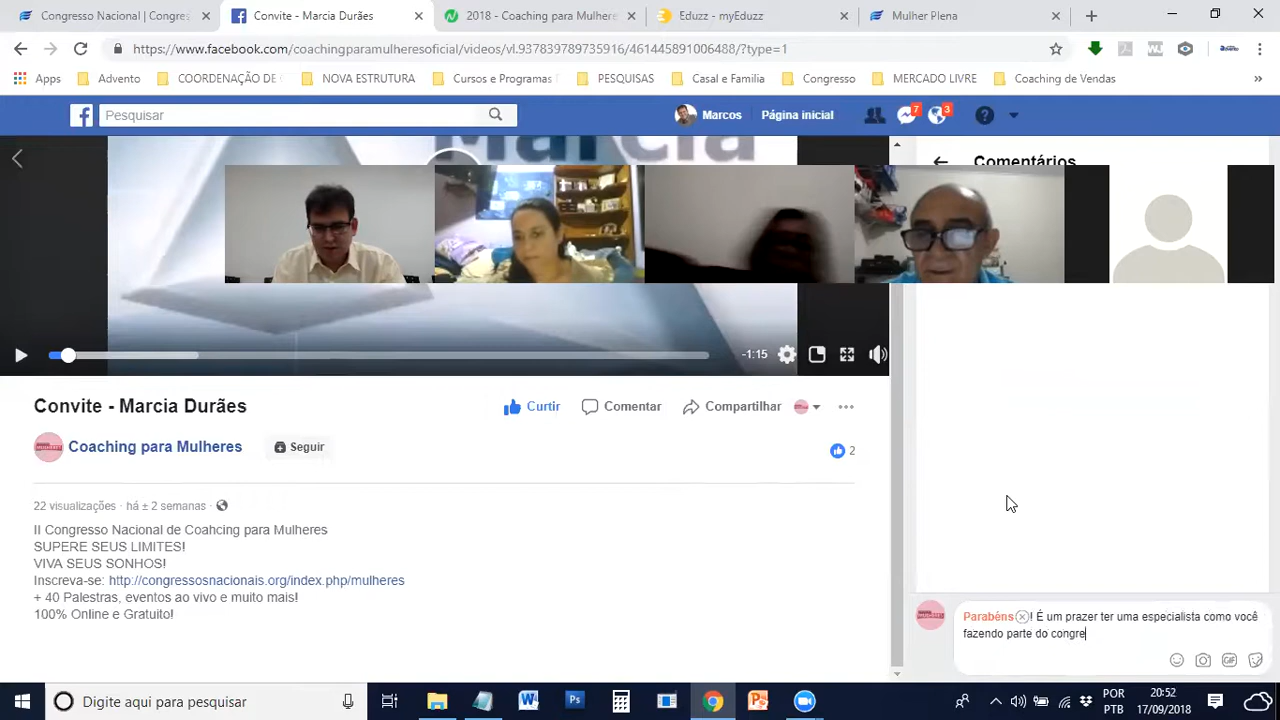 Congresso Nacional | Congres
Convite - Marcia Durães
2018 - Coaching para Mulhere
Eduzz - myEduzz
Mulher Plena
https://www.facebook.com/coachingparamulheresoficial/videos/vl.937839789735916/461445891006488/?type=1
Apps
Advento
COORDENAÇÃO DE
NOVA ESTRUTURA
Cursos e Programas
PESQUISAS
Casal e Familia
Congresso
MERCADO LIVRE
Coaching de Vendas
Pesquisar
Marcos
Página inicial
7
3
Marcia
Comentários
-1:15
Convite - Marcia Durães
Curtir
Comentar
Compartilhar
Coaching para Mulheres
Seguir
2
22 visualizações · há ± 2 semanas ·
II Congresso Nacional de Coahcing para Mulheres
SUPERE SEUS LIMITES!
VIVA SEUS SONHOS!
Inscreva-se: http://congressosnacionais.org/index.php/mulheres
+ 40 Palestras, eventos ao vivo e muito mais!
100% Online e Gratuito!
Parabéns! É um prazer ter uma especialista como você
fazendo parte do congre
GIF
Digite aqui para pesquisar
POR
PTB
20:52
17/09/2018